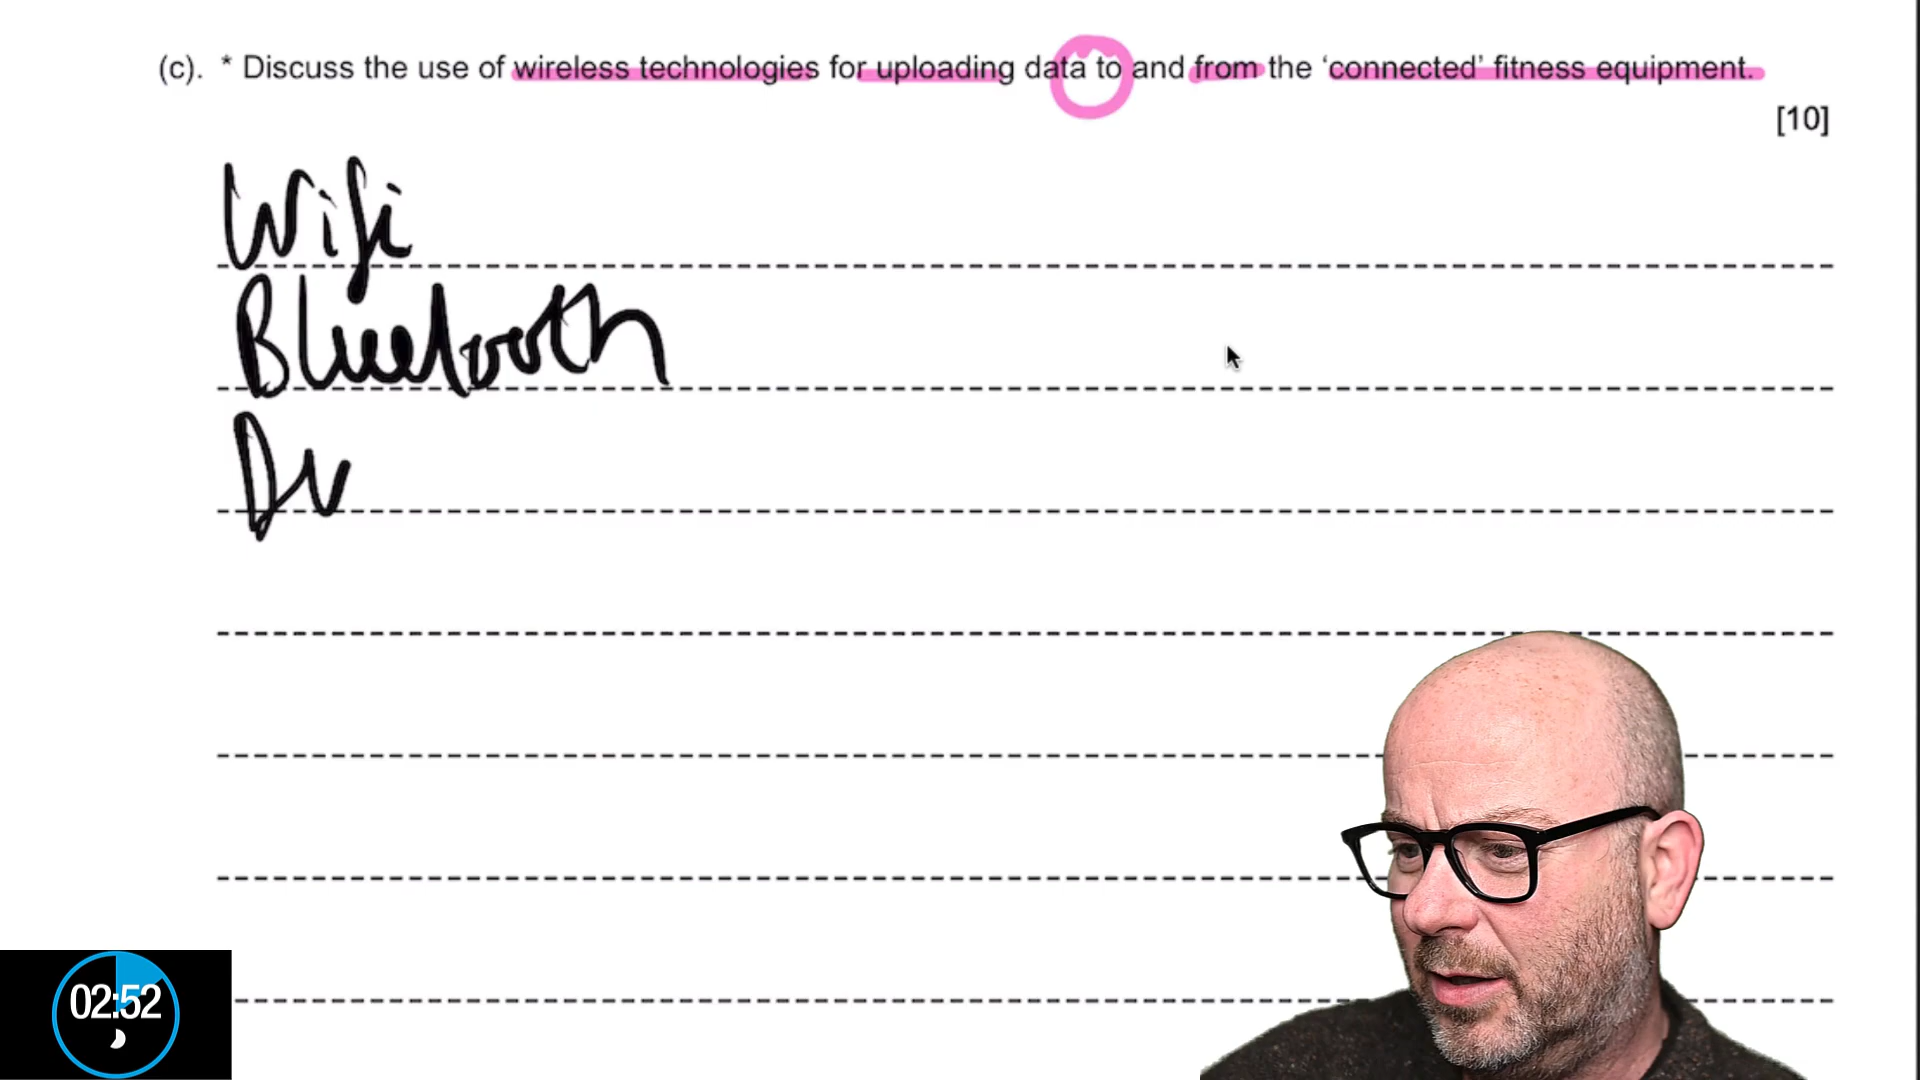 (c). * Discuss the use of wireless technologies for uploading data to and from the ‘connected’ fitness equipment.
[10]
Wifi
Bluetooth
02:52